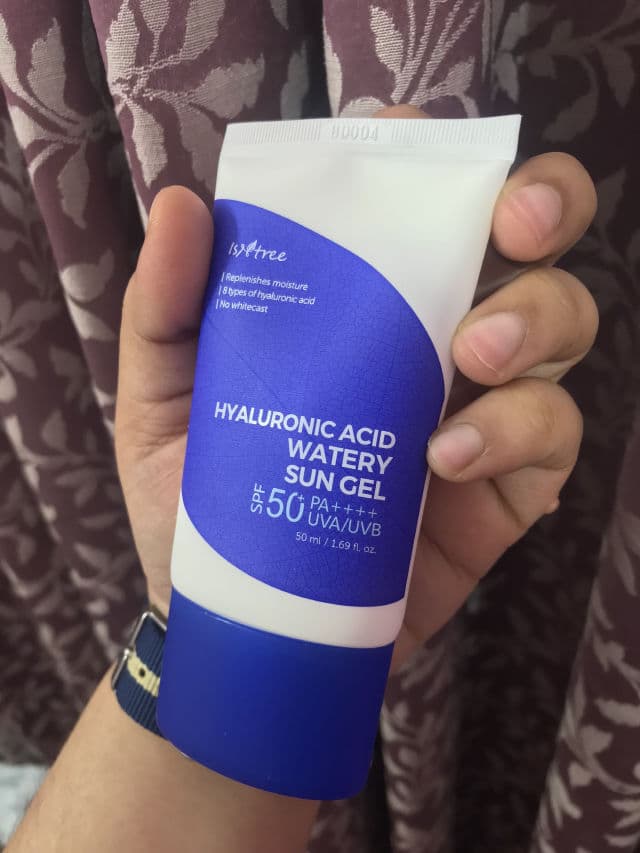 00004
Isntree
Replenishes moisture
8 types of hyaluronic acid
No whitecast
HYALURONIC ACID
WATERY
SUN GEL
SPF 50+ PA++++
UVA/UVB
50 ml / 1.69 fl. oz.